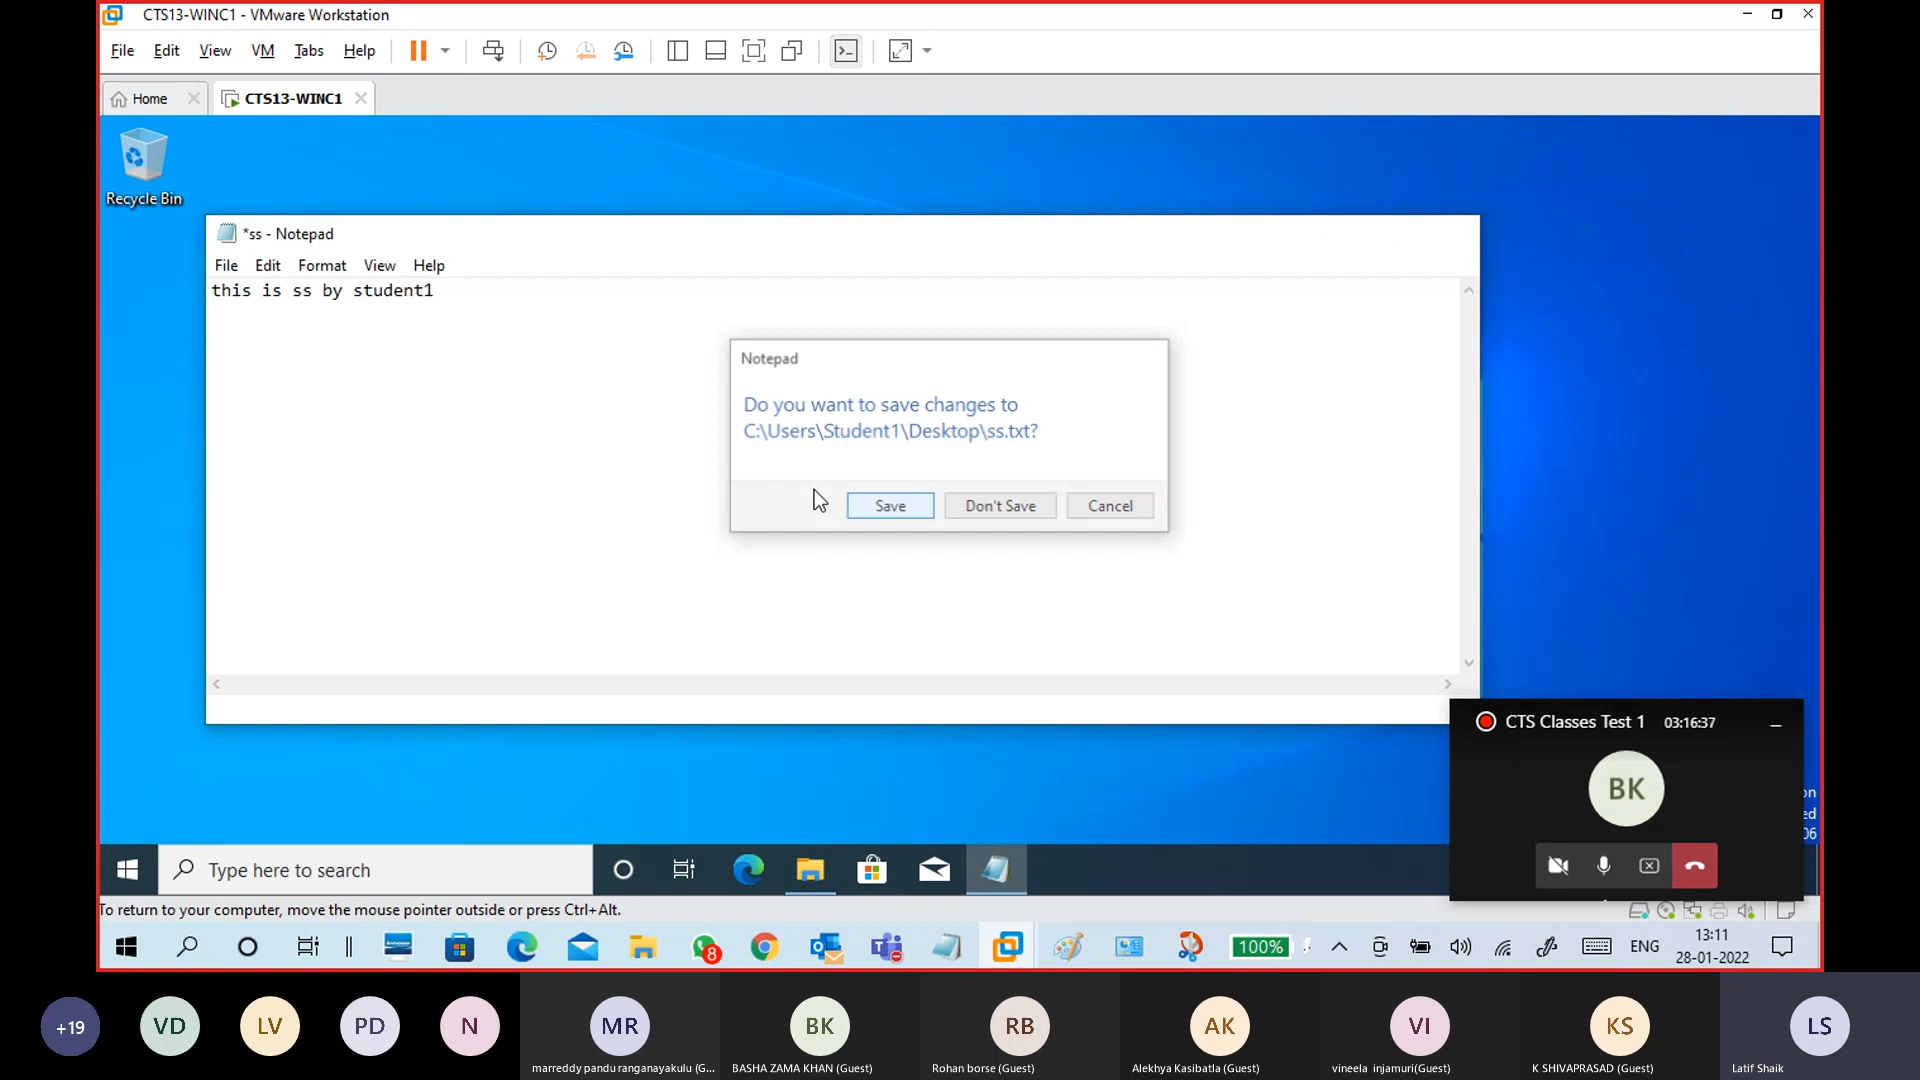 CTS13-WINC1 - VMware Workstation
File Edit View VM Tabs Help
Home
CTS13-WINC1
Recycle Bin
*ss - Notepad
File Edit Format View Help
this is ss by student1
Notepad
Do you want to save changes to
C:\Users\Student1\Desktop\ss.txt?
Save Don't Save Cancel
CTS Classes Test 1 03:16:37
BK
on
ed
06
Type here to search
To return to your computer, move the mouse pointer outside or press Ctrl+Alt.
8
100%
ENG
13:11
28-01-2022
+19 VD LV PD N MR BK RB AK VI KS LS
marreddy pandu ranganayakulu (G... BASHA ZAMA KHAN (Guest) Rohan borse (Guest) Alekhya Kasibatla (Guest) vineela injamuri(Guest) K SHIVAPRASAD (Guest) Latif Shaik